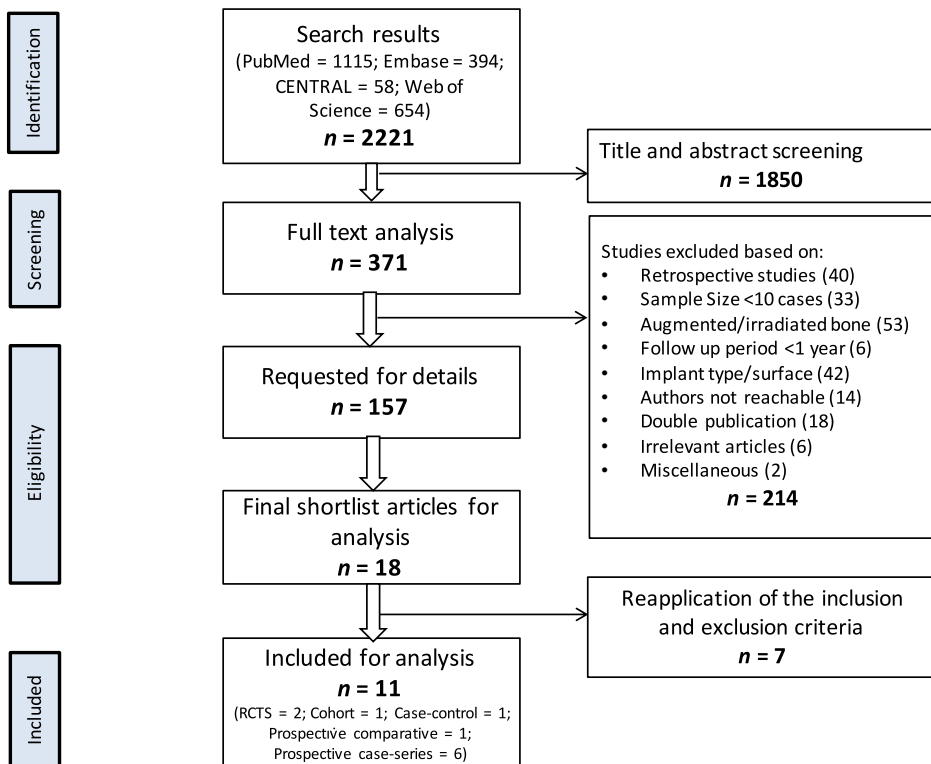 Identification
Search results
(PubMed = 1115; Embase = 394;
CENTRAL = 58; Web of
Science = 654)
n = 2221
Title and abstract screening
n = 1850
Screening
Full text analysis
n = 371
Studies excluded based on:
• Retrospective studies (40)
• Sample Size <10 cases (33)
• Augmented/irradiated bone (53)
• Follow up period <1 year (6)
• Implant type/surface (42)
• Authors not reachable (14)
• Double publication (18)
• Irrelevant articles (6)
• Miscellaneous (2)
n = 214
Eligibility
Requested for details
n = 157
Final shortlist articles for
analysis
n = 18
Reapplication of the inclusion
and exclusion criteria
n = 7
Included
Included for analysis
n = 11
(RCTS = 2; Cohort = 1; Case-control = 1;
Prospective comparative = 1;
Prospective case-series = 6)